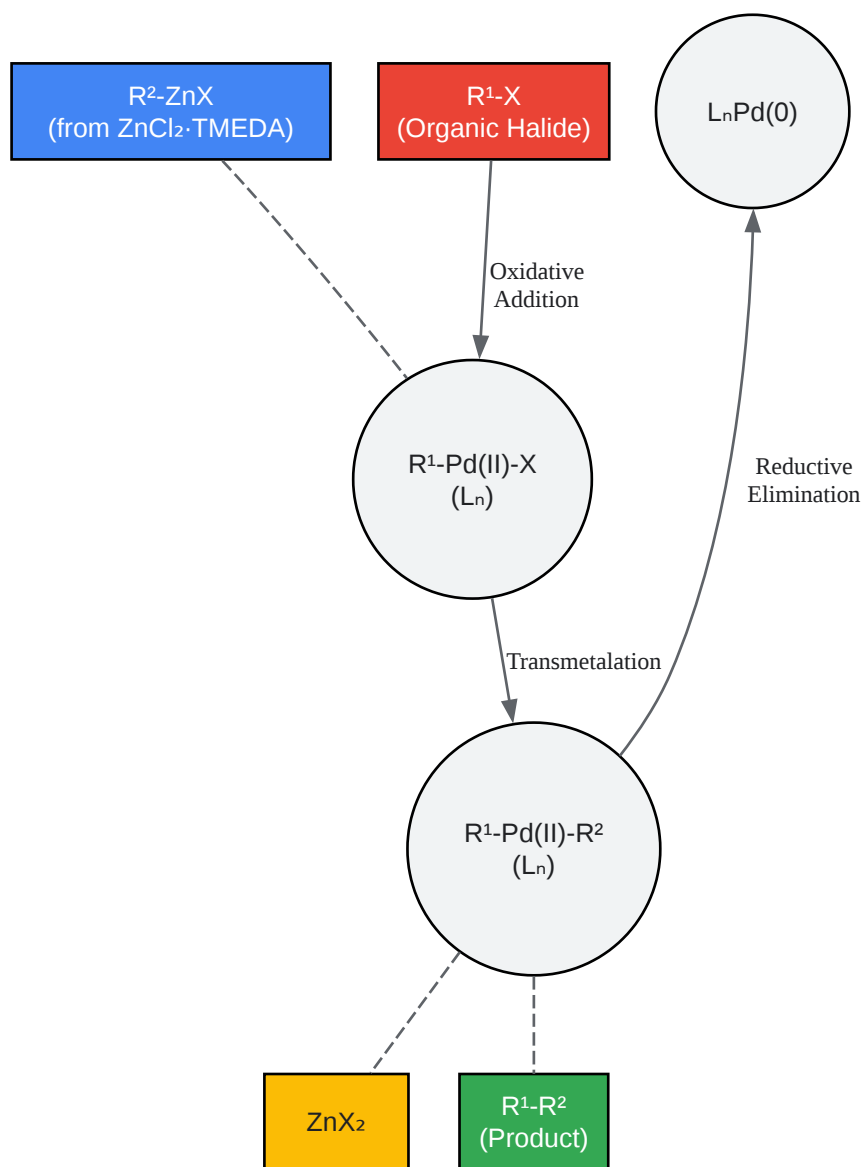 R²-ZnX
(from ZnCl₂·TMEDA)
R¹-X
(Organic Halide)
LₙPd(0)
Oxidative
Addition
R¹-Pd(II)-X
(Lₙ)
Reductive
Elimination
Transmetalation
R¹-Pd(II)-R²
(Lₙ)
ZnX₂
R¹-R²
(Product)